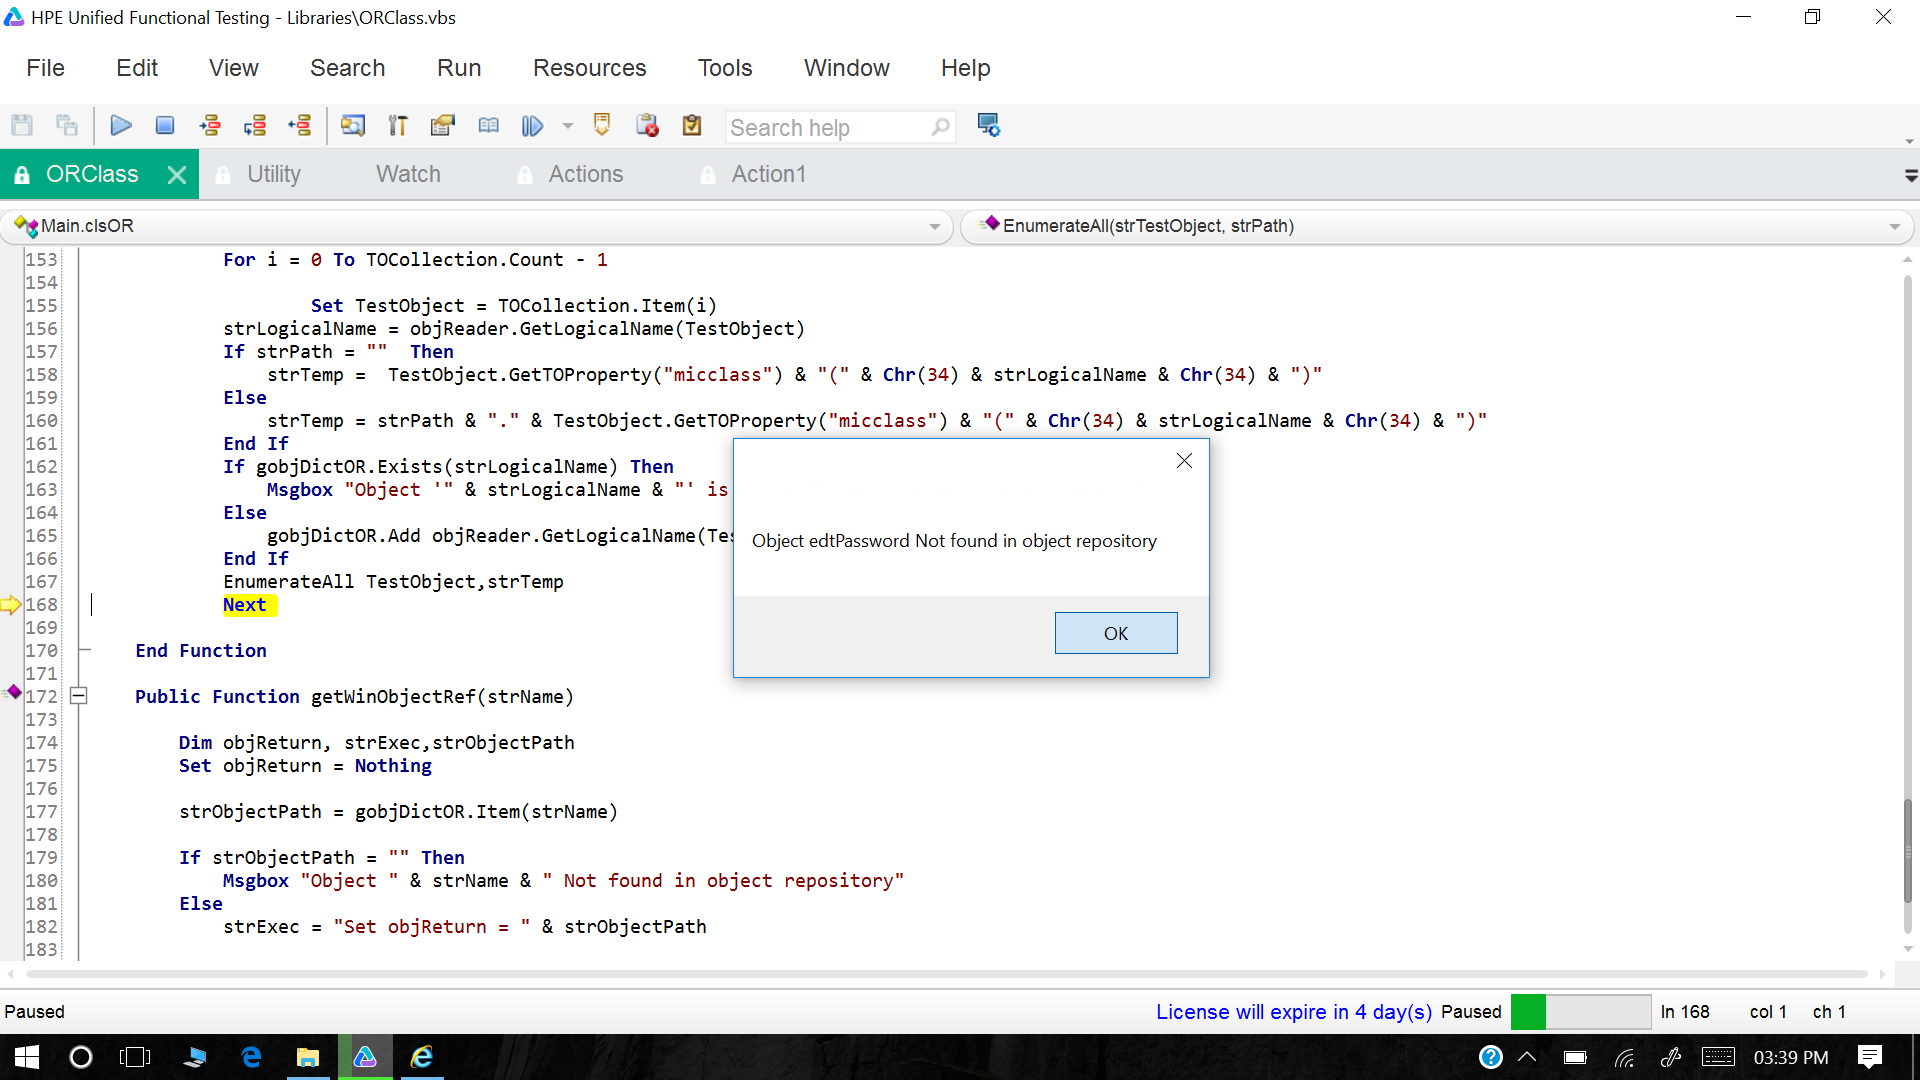 HPE Unified Functional Testing - Libraries\ORClass.vbs
File Edit View Search Run Resources Tools Window Help
Search help
ORClass Utility Watch Actions Action1
Main.clsOR EnumerateAll(strTestObject, strPath)
153 For i = 0 To TOCollection.Count - 1
154
155 Set TestObject = TOCollection.Item(i)
156 strLogicalName = objReader.GetLogicalName(TestObject)
157 If strPath = "" Then
158 strTemp = TestObject.GetTOProperty("micclass") & "(" & Chr(34) & strLogicalName & Chr(34) & ")"
159 Else
160 strTemp = strPath & "." & TestObject.GetTOProperty("micclass") & "(" & Chr(34) & strLogicalName & Chr(34) & ")"
161 End If
162 If gobjDictOR.Exists(strLogicalName) Then
163 Msgbox "Object '" & strLogicalName & "' is
164 Else
165 gobjDictOR.Add objReader.GetLogicalName(Tes
166 End If
167 EnumerateAll TestObject,strTemp
168 Next
169
170 End Function
171
172 Public Function getWinObjectRef(strName)
173
174 Dim objReturn, strExec,strObjectPath
175 Set objReturn = Nothing
176
177 strObjectPath = gobjDictOR.Item(strName)
178
179 If strObjectPath = "" Then
180 Msgbox "Object " & strName & " Not found in object repository"
181 Else
182 strExec = "Set objReturn = " & strObjectPath
183
Object edtPassword Not found in object repository
OK
Paused License will expire in 4 day(s) Paused ln 168 col 1 ch 1
03:39 PM